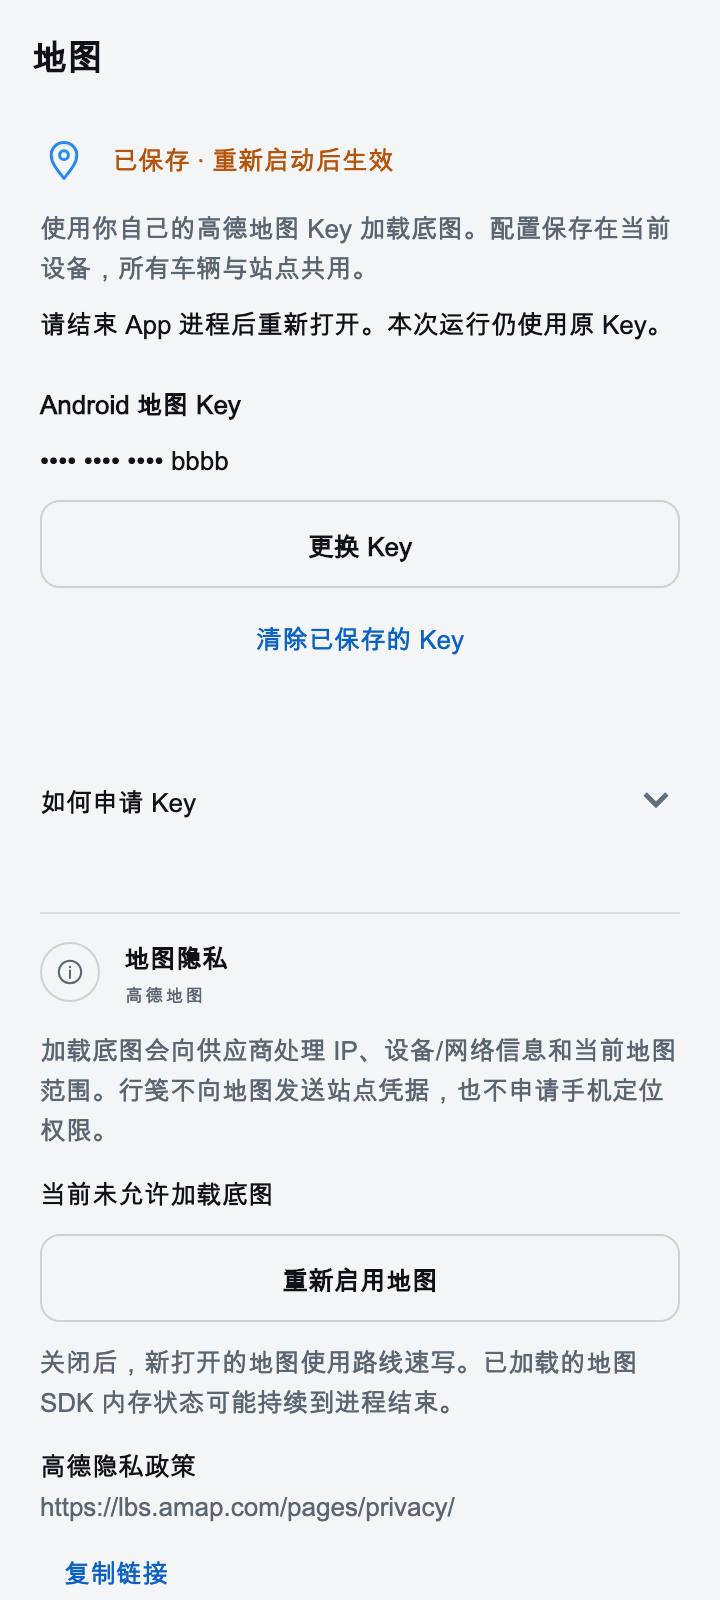 地图
已保存 · 重新启动后生效
使用你自己的高德地图 Key 加载底图。配置保存在当前
设备，所有车辆与站点共用。
请结束 App 进程后重新打开。本次运行仍使用原 Key。
Android 地图 Key
•••• •••• •••• bbbb
更换 Key
清除已保存的 Key
如何申请 Key
地图隐私
高德地图
加载底图会向供应商处理 IP、设备/网络信息和当前地图
范围。行笺不向地图发送站点凭据，也不申请手机定位
权限。
当前未允许加载底图
重新启用地图
关闭后，新打开的地图使用路线速写。已加载的地图
SDK 内存状态可能持续到进程结束。
高德隐私政策
https://lbs.amap.com/pages/privacy/
复制链接